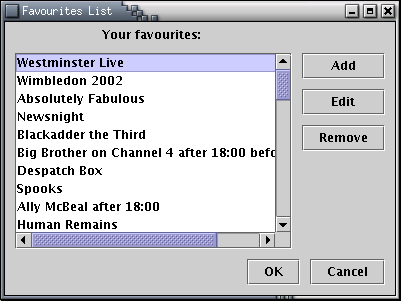 Favourites List
Your favourites:
Westminster Live
Wimbledon 2002
Absolutely Fabulous
Newsnight
Blackadder the Third
Big Brother on Channel 4 after 18:00 befo
Despatch Box
Spooks
Ally McBeal after 18:00
Human Remains
Add
Edit
Remove
OK
Cancel